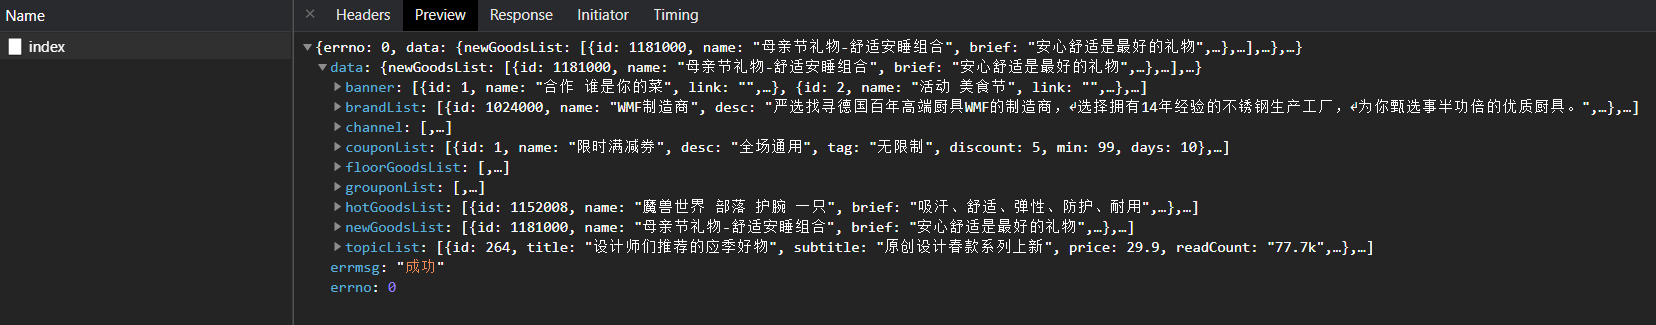 Name
× Headers Preview Response Initiator Timing
index
▼{errno: 0, data: {newGoodsList: [{id: 1181000, name: "母亲节礼物-舒适安睡组合", brief: "安心舒适是最好的礼物",…},…],…},…}
▼data: {newGoodsList: [{id: 1181000, name: "母亲节礼物-舒适安睡组合", brief: "安心舒适是最好的礼物",…},…],…}
▶banner: [{id: 1, name: "合作 谁是你的菜", link: "",…}, {id: 2, name: "活动 美食节", link: "",…},…]
▶brandList: [{id: 1024000, name: "WMF制造商", desc: "严选找寻德国百年高端厨具WMF的制造商，↵选择拥有14年经验的不锈钢生产工厂，↵为你甄选事半功倍的优质厨具。",…},…]
▶channel: [,…]
▶couponList: [{id: 1, name: "限时满减券", desc: "全场通用", tag: "无限制", discount: 5, min: 99, days: 10},…]
▶floorGoodsList: [,…]
▶grouponList: [,…]
▶hotGoodsList: [{id: 1152008, name: "魔兽世界 部落 护腕 一只", brief: "吸汗、舒适、弹性、防护、耐用",…},…]
▶newGoodsList: [{id: 1181000, name: "母亲节礼物-舒适安睡组合", brief: "安心舒适是最好的礼物",…},…]
▶topicList: [{id: 264, title: "设计师们推荐的应季好物", subtitle: "原创设计春款系列上新", price: 29.9, readCount: "77.7k",…},…]
errmsg: "成功"
errno: 0